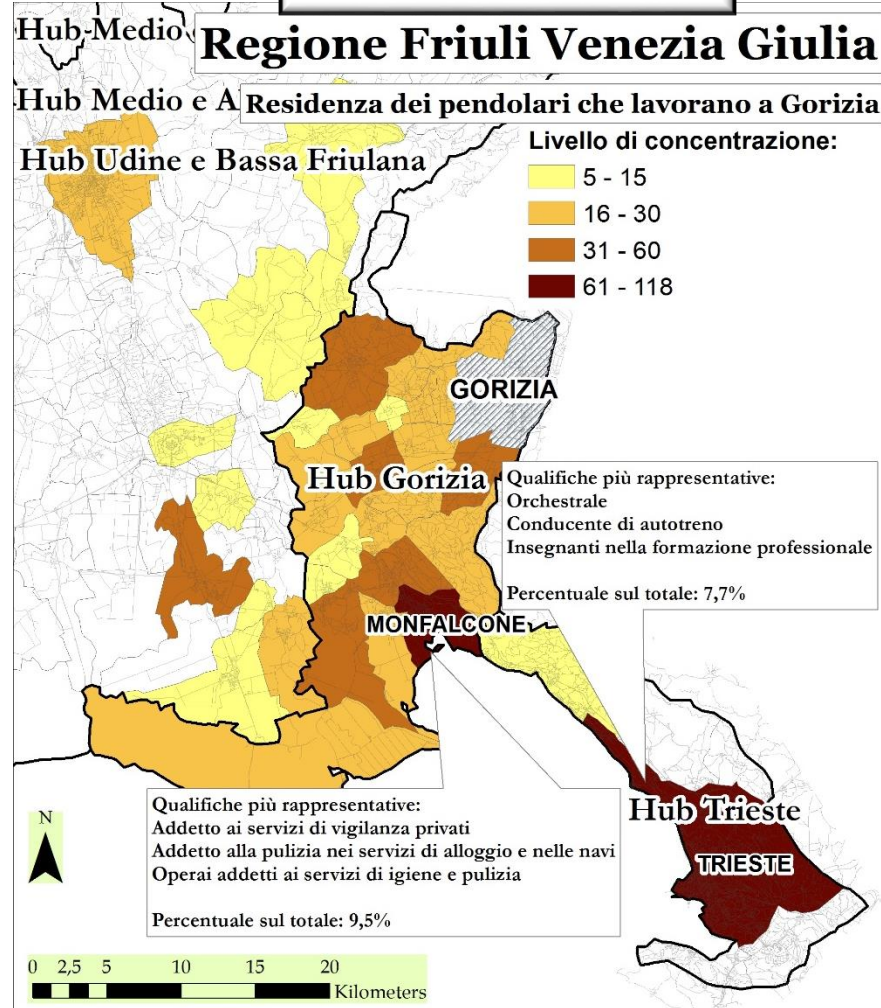 Hub Medio
Regione Friuli Venezia Giulia
Hub Medio e A
Residenza dei pendolari che lavorano a Gorizia
Hub Udine e Bassa Friulana
Livello di concentrazione:
5 - 15
16 - 30
31 - 60
61 - 118
GORIZIA
Hub Gorizia
Qualifiche più rappresentative:
Orchestrale
Conducente di autotreno
Insegnanti nella formazione professionale
Percentuale sul totale: 7,7%
MONFALCONE
Hub Trieste
TRIESTE
Qualifiche più rappresentative:
Addetto ai servizi di vigilanza privati
Addetto alla pulizia nei servizi di alloggio e nelle navi
Operai addetti ai servizi di igiene e pulizia
Percentuale sul totale: 9,5%
N
0 2,5 5 10 15 20
Kilometers